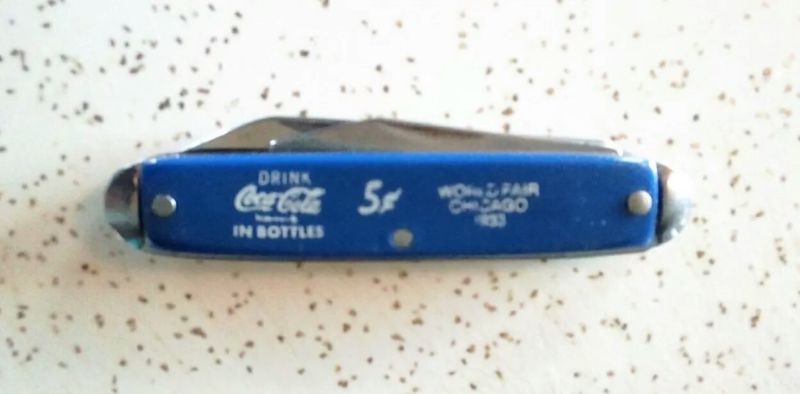 DRINK
Coca-Cola
IN BOTTLES
5¢
WORLD FAIR
CHICAGO
1933